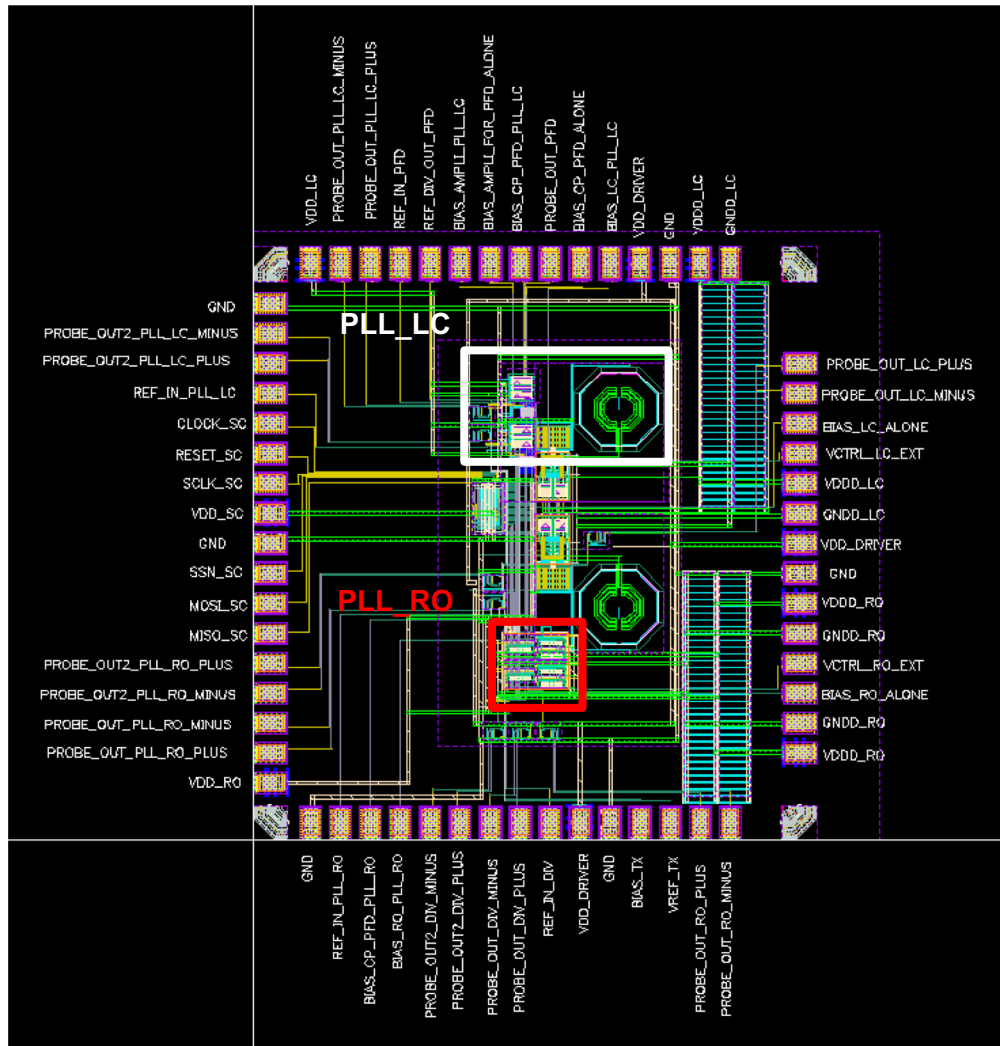 VDD_LC
PROBE_OUT_PLL_LC_MINUS
PROBE_OUT_PLL_LC_PLUS
REF_IN_PFD
REF_DIV_OUT_PFD
BIAS_AMPLI_PLL_LC
BIAS_AMPLI_FOR_PFD_ALONE
BIAS_CP_PFD_PLL_LC
PROBE_OUT_PFD
BIAS_CP_PFD_ALONE
BIAS_LC_PLL_LC
VDD_DRIVER
GND
VDDD_LC
GNDD_LC
GND
PROBE_OUT2_PLL_LC_MINUS
PROBE_OUT2_PLL_LC_PLUS
REF_IN_PLL_LC
CLOCK_SC
RESET_SC
SCLK_SC
VDD_SC
GND
SSN_SC
MOSI_SC
MISO_SC
PROBE_OUT2_PLL_RO_PLUS
PROBE_OUT2_PLL_RO_MINUS
PROBE_OUT_PLL_RO_MINUS
PROBE_OUT_PLL_RO_PLUS
VDD_RO
PLL_LC
PLL_RO
PROBE_OUT_LC_PLUS
PROBE_OUT_LC_MINUS
BIAS_LC_ALONE
VCTRL_LC_EXT
VDDD_LC
GNDD_LC
VDD_DRIVER
GND
VDDD_RO
GNDD_RO
VCTRL_RO_EXT
BIAS_RO_ALONE
GNDD_RO
VDDD_RO
GND
REF_IN_PLL_RO
BIAS_CP_PFD_PLL_RO
BIAS_RO_PLL_RO
PROBE_OUT2_DIV_MINUS
PROBE_OUT2_DIV_PLUS
PROBE_OUT_DIV_MINUS
PROBE_OUT_DIV_PLUS
REF_IN_DIV
VDD_DRIVER
GND
BIAS_TX
VREF_TX
PROBE_OUT_RO_PLUS
PROBE_OUT_RO_MINUS